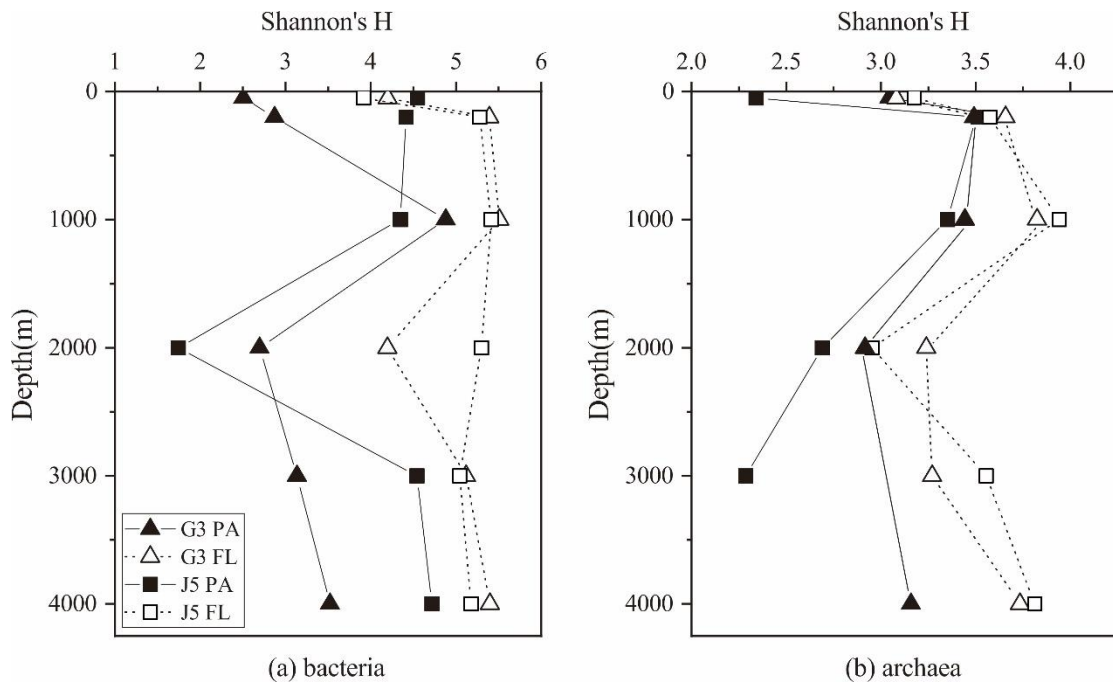 Shannon's H
1 2 3 4 5 6
Depth(m)
0
1000
2000
3000
4000
G3 PA
G3 FL
J5 PA
J5 FL
(a) bacteria
Shannon's H
2.0 2.5 3.0 3.5 4.0
Depth(m)
0
1000
2000
3000
4000
(b) archaea